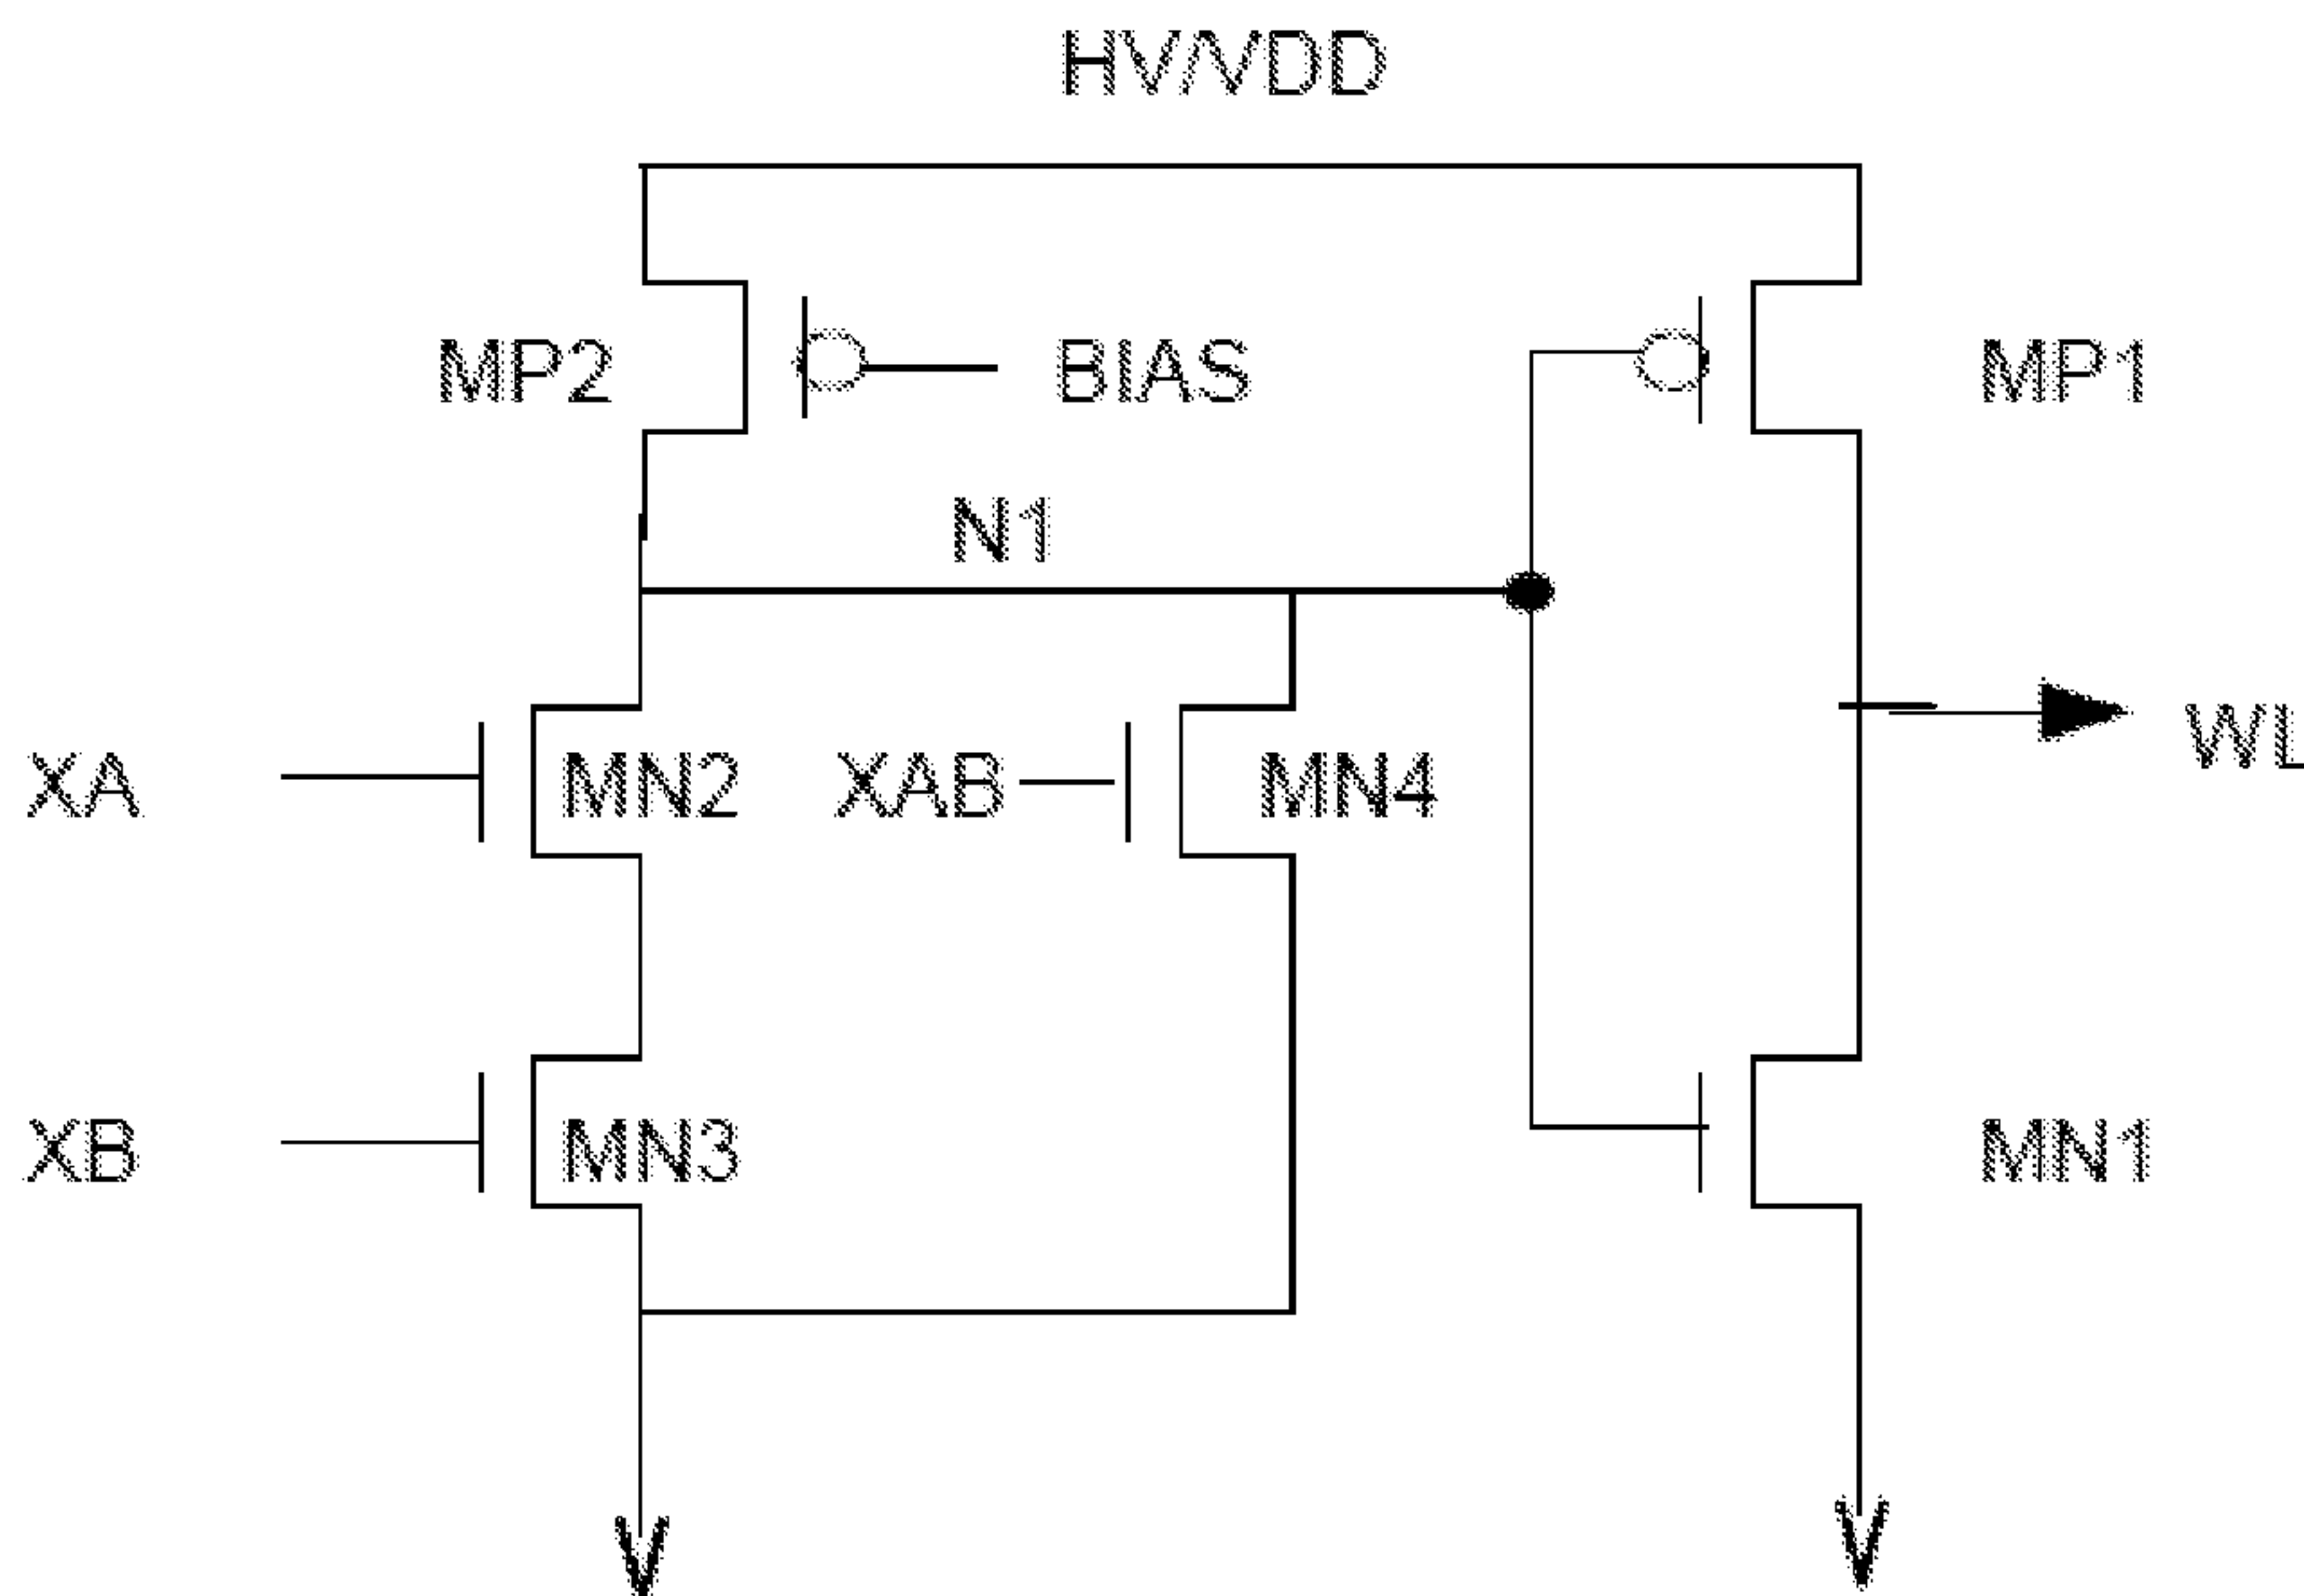 HV/VDD
MP2
BIAS
MP1
N1
WL
XA
MN2
XAB
MN4
XB
MN3
MN1